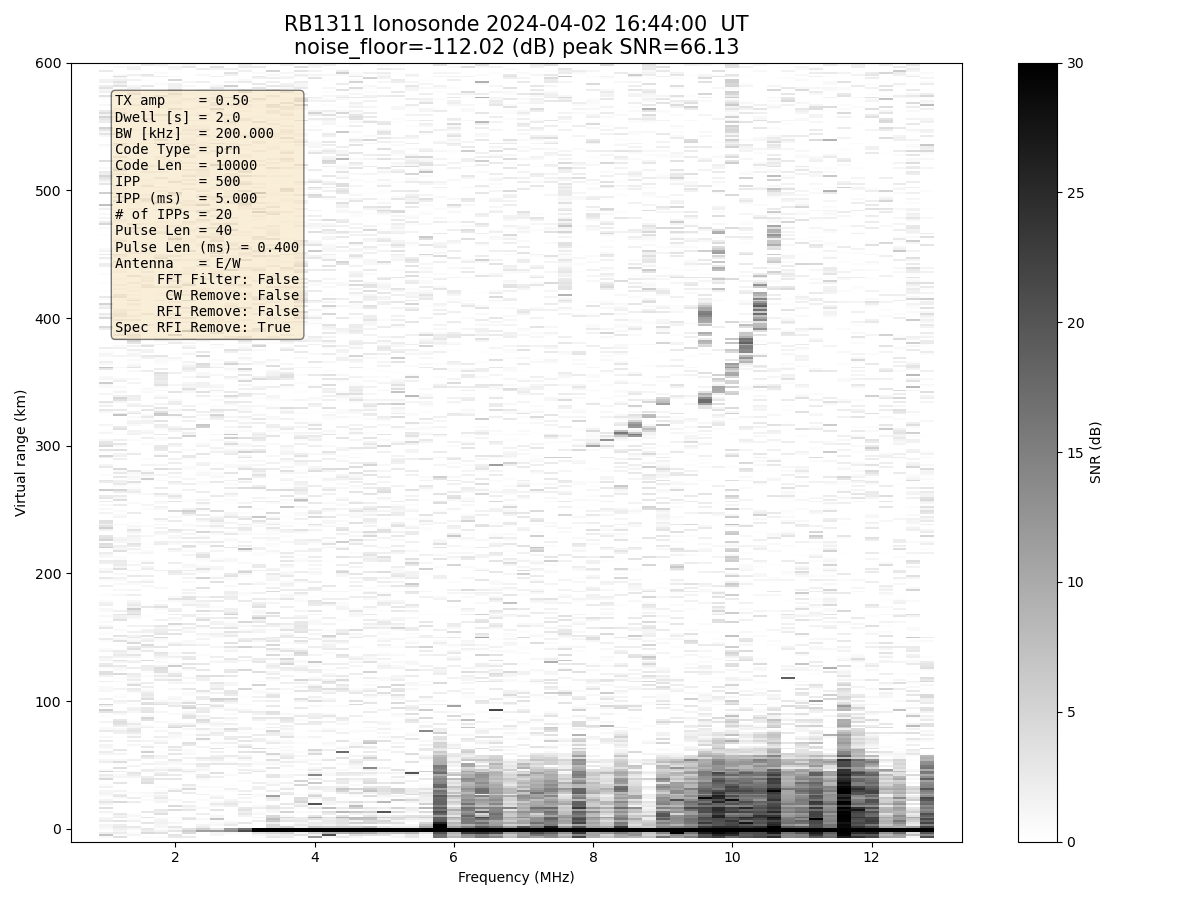 RB1311 Ionosonde 2024-04-02 16:44:00  UT
noise_floor=-112.02 (dB) peak SNR=66.13
TX amp    = 0.50
Dwell [s] = 2.0
BW [kHz]  = 200.000
Code Type = prn
Code Len  = 10000
IPP       = 500
IPP (ms)  = 5.000
# of IPPs = 20
Pulse Len = 40
Pulse Len (ms) = 0.400
Antenna   = E/W
FFT Filter: False
CW Remove: False
RFI Remove: False
Spec RFI Remove: True
Virtual range (km)
600
500
400
300
200
100
0
2 4 6 8 10 12
Frequency (MHz)
30
25
20
15
10
5
0
SNR (dB)